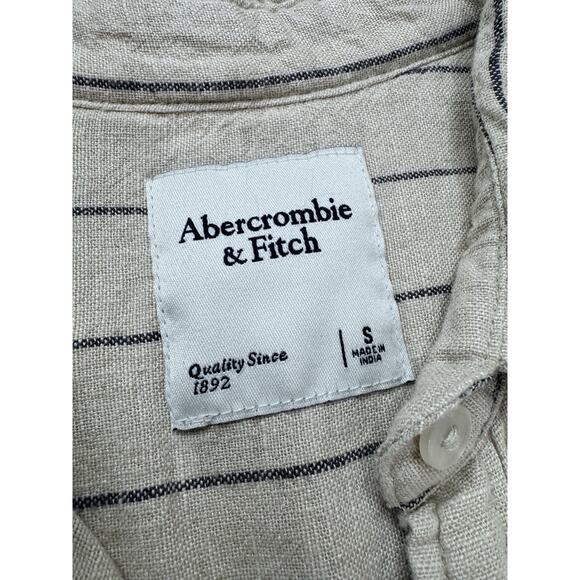 Abercrombie
& Fitch
Quality Since
1892
S
MADE IN
INDIA